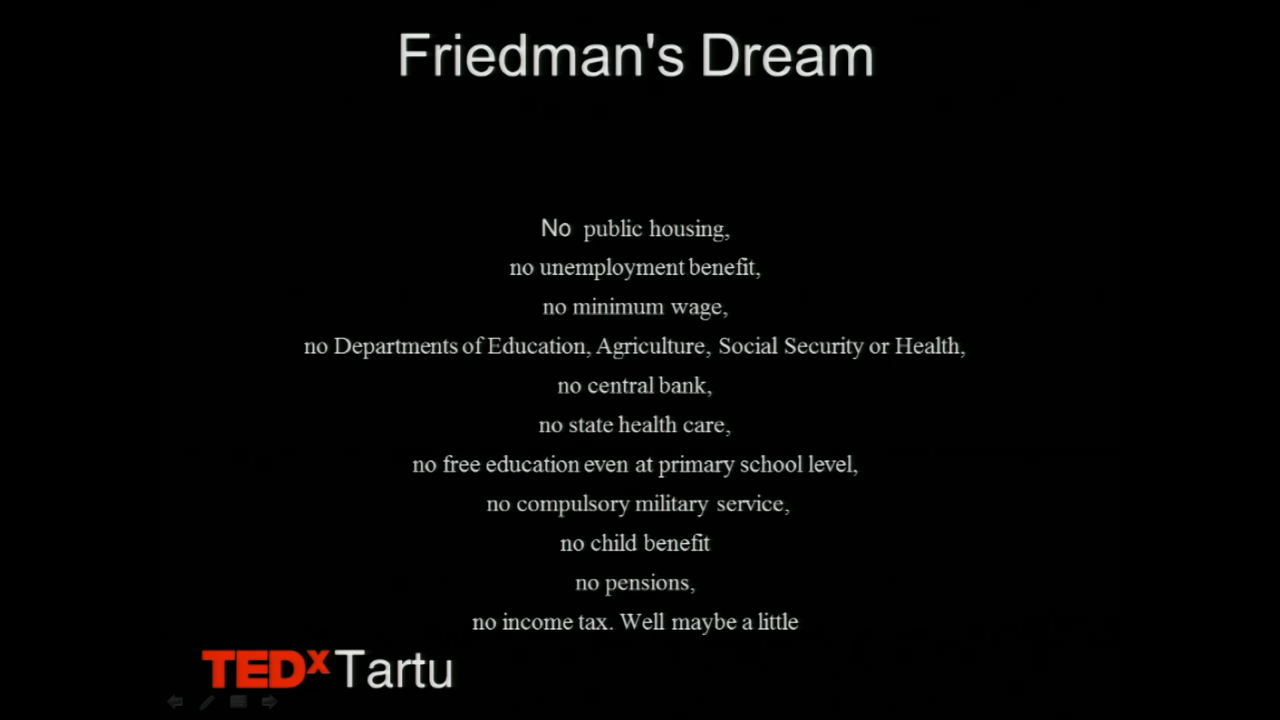 Friedman's Dream
No public housing,
no unemployment benefit,
no minimum wage,
no Departments of Education, Agriculture, Social Security or Health,
no central bank,
no state health care,
no free education even at primary school level,
no compulsory military service,
no child benefit
no pensions,
no income tax. Well maybe a little
TEDx Tartu